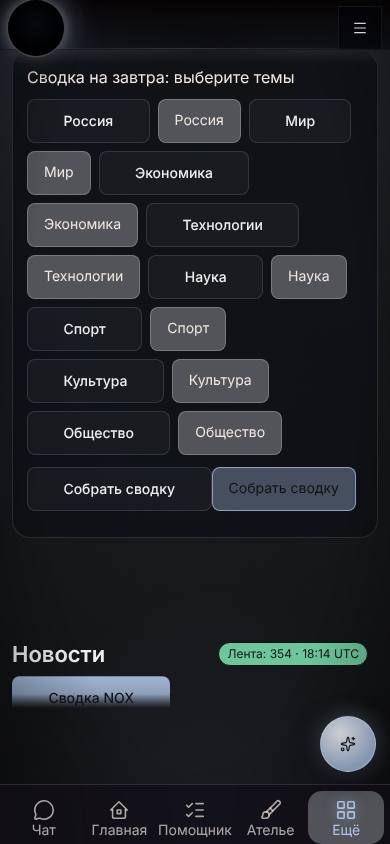 Сводка на завтра: выберите темы
Россия Россия Мир
Мир Экономика
Экономика Технологии
Технологии Наука Наука
Спорт Спорт
Культура Культура
Общество Общество
Собрать сводку Собрать сводку
Новости Лента: 354 · 18:14 UTC
Сводка NOX
Чат Главная Помощник Ателье Ещё